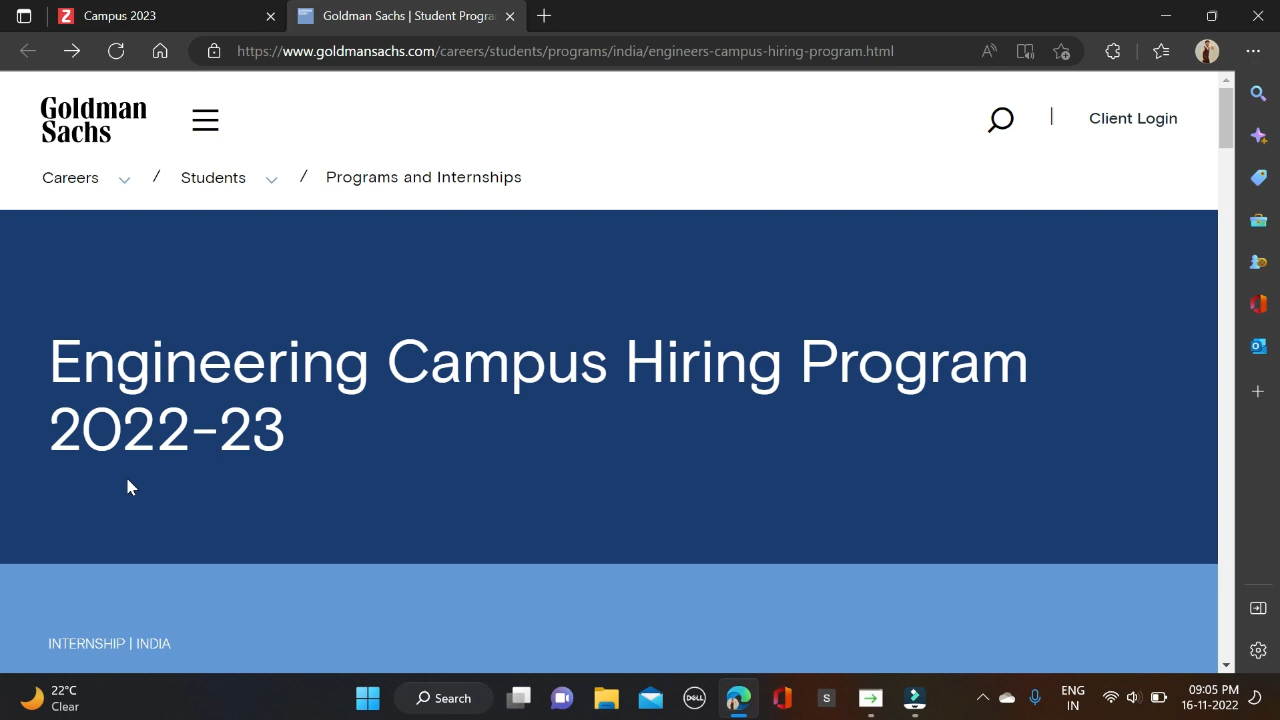 Campus 2023
Goldman Sachs | Student Progra
https://www.goldmansachs.com/careers/students/programs/india/engineers-campus-hiring-program.html
Goldman
Sachs
Client Login
Careers / Students / Programs and Internships
Engineering Campus Hiring Program
2022-23
INTERNSHIP | INDIA
22°C
Clear
Search
DELL
S
ENG
IN
09:05 PM
16-11-2022